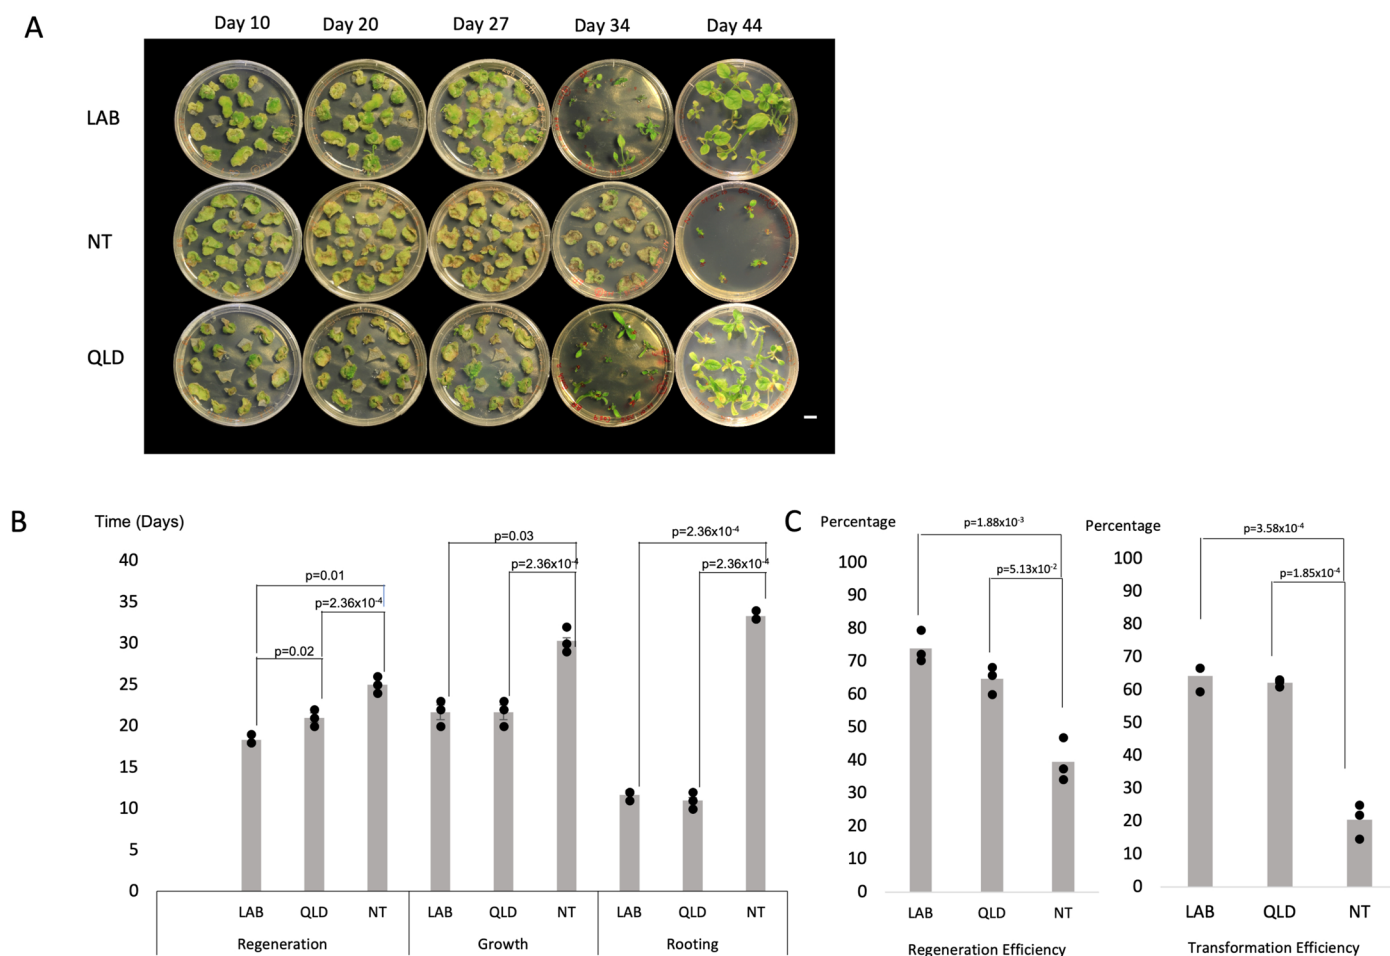 A
Day 10 Day 20 Day 27 Day 34 Day 44
LAB
NT
QLD
B
Time (Days)
40
35
30
25
20
15
10
5
0
p=0.01
p=2.36x10-4
p=0.02
p=0.03
p=2.36x10-4
p=2.36x10-4
p=2.36x10-4
LAB QLD NT LAB QLD NT LAB QLD NT
Regeneration Growth Rooting
C
Percentage
100
90
80
70
60
50
40
30
20
10
0
p=1.88x10-3
p=5.13x10-2
LAB QLD NT
Regeneration Efficiency
Percentage
100
90
80
70
60
50
40
30
20
10
0
p=3.58x10-4
p=1.85x10-4
LAB QLD NT
Transformation Efficiency